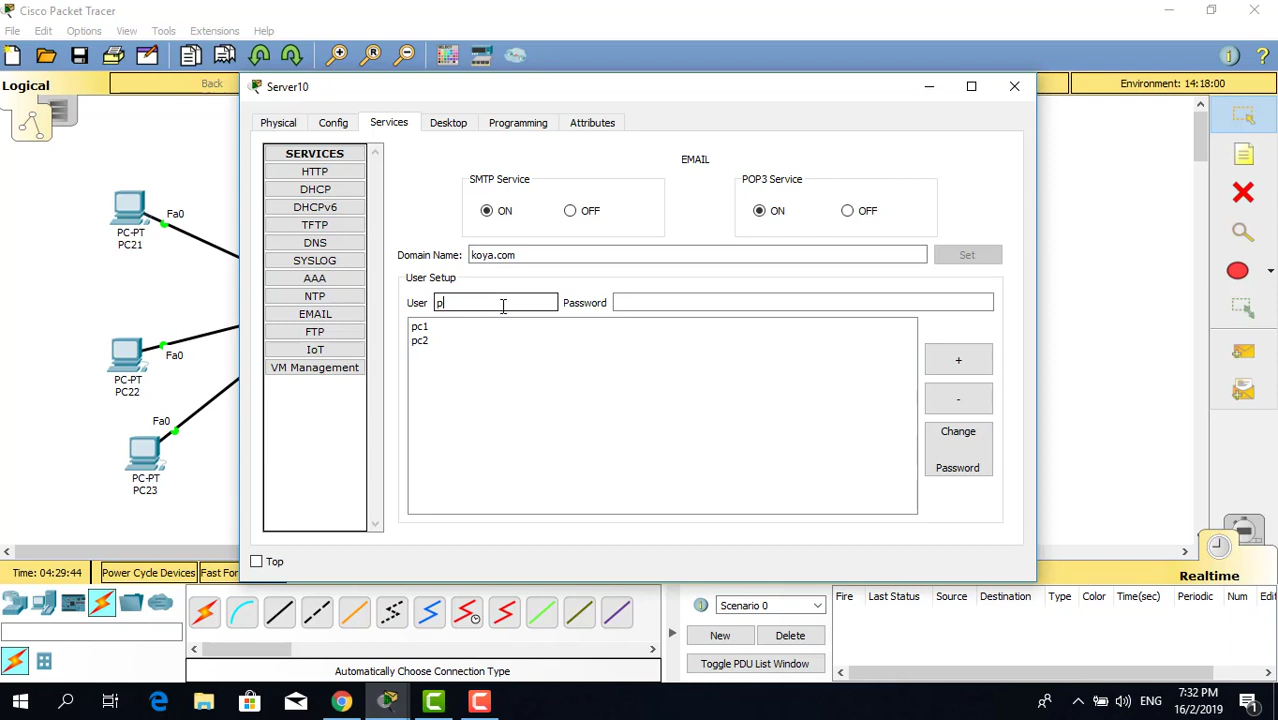 Cisco Packet Tracer
File Edit Options View Tools Extensions Help
Logical
Back
Environment: 14:18:00
Server10
Physical Config Services Desktop Programming Attributes
SERVICES
HTTP
DHCP
DHCPv6
TFTP
DNS
SYSLOG
AAA
NTP
EMAIL
FTP
IoT
VM Management
EMAIL
SMTP Service
ON OFF
POP3 Service
ON OFF
Domain Name: koya.com Set
User Setup
User p Password
pc1
pc2
+
-
Change
Password
Top
Fa0
PC-PT
PC21
Fa0
PC-PT
PC22
Fa0
PC-PT
PC23
Time: 04:29:44 Power Cycle Devices Fast For
Realtime
Automatically Choose Connection Type
Scenario 0
New Delete
Toggle PDU List Window
Fire Last Status Source Destination Type Color Time(sec) Periodic Num Edit
ENG
7:32 PM
16/2/2019